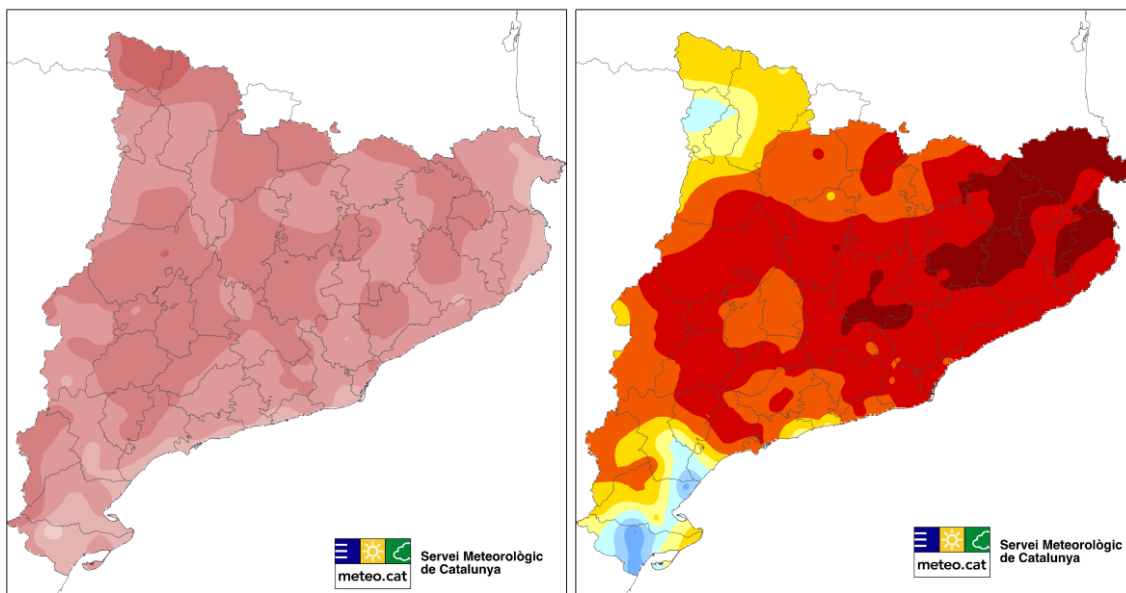 meteo.cat
Servei Meteorològic
de Catalunya
meteo.cat
Servei Meteorològic
de Catalunya